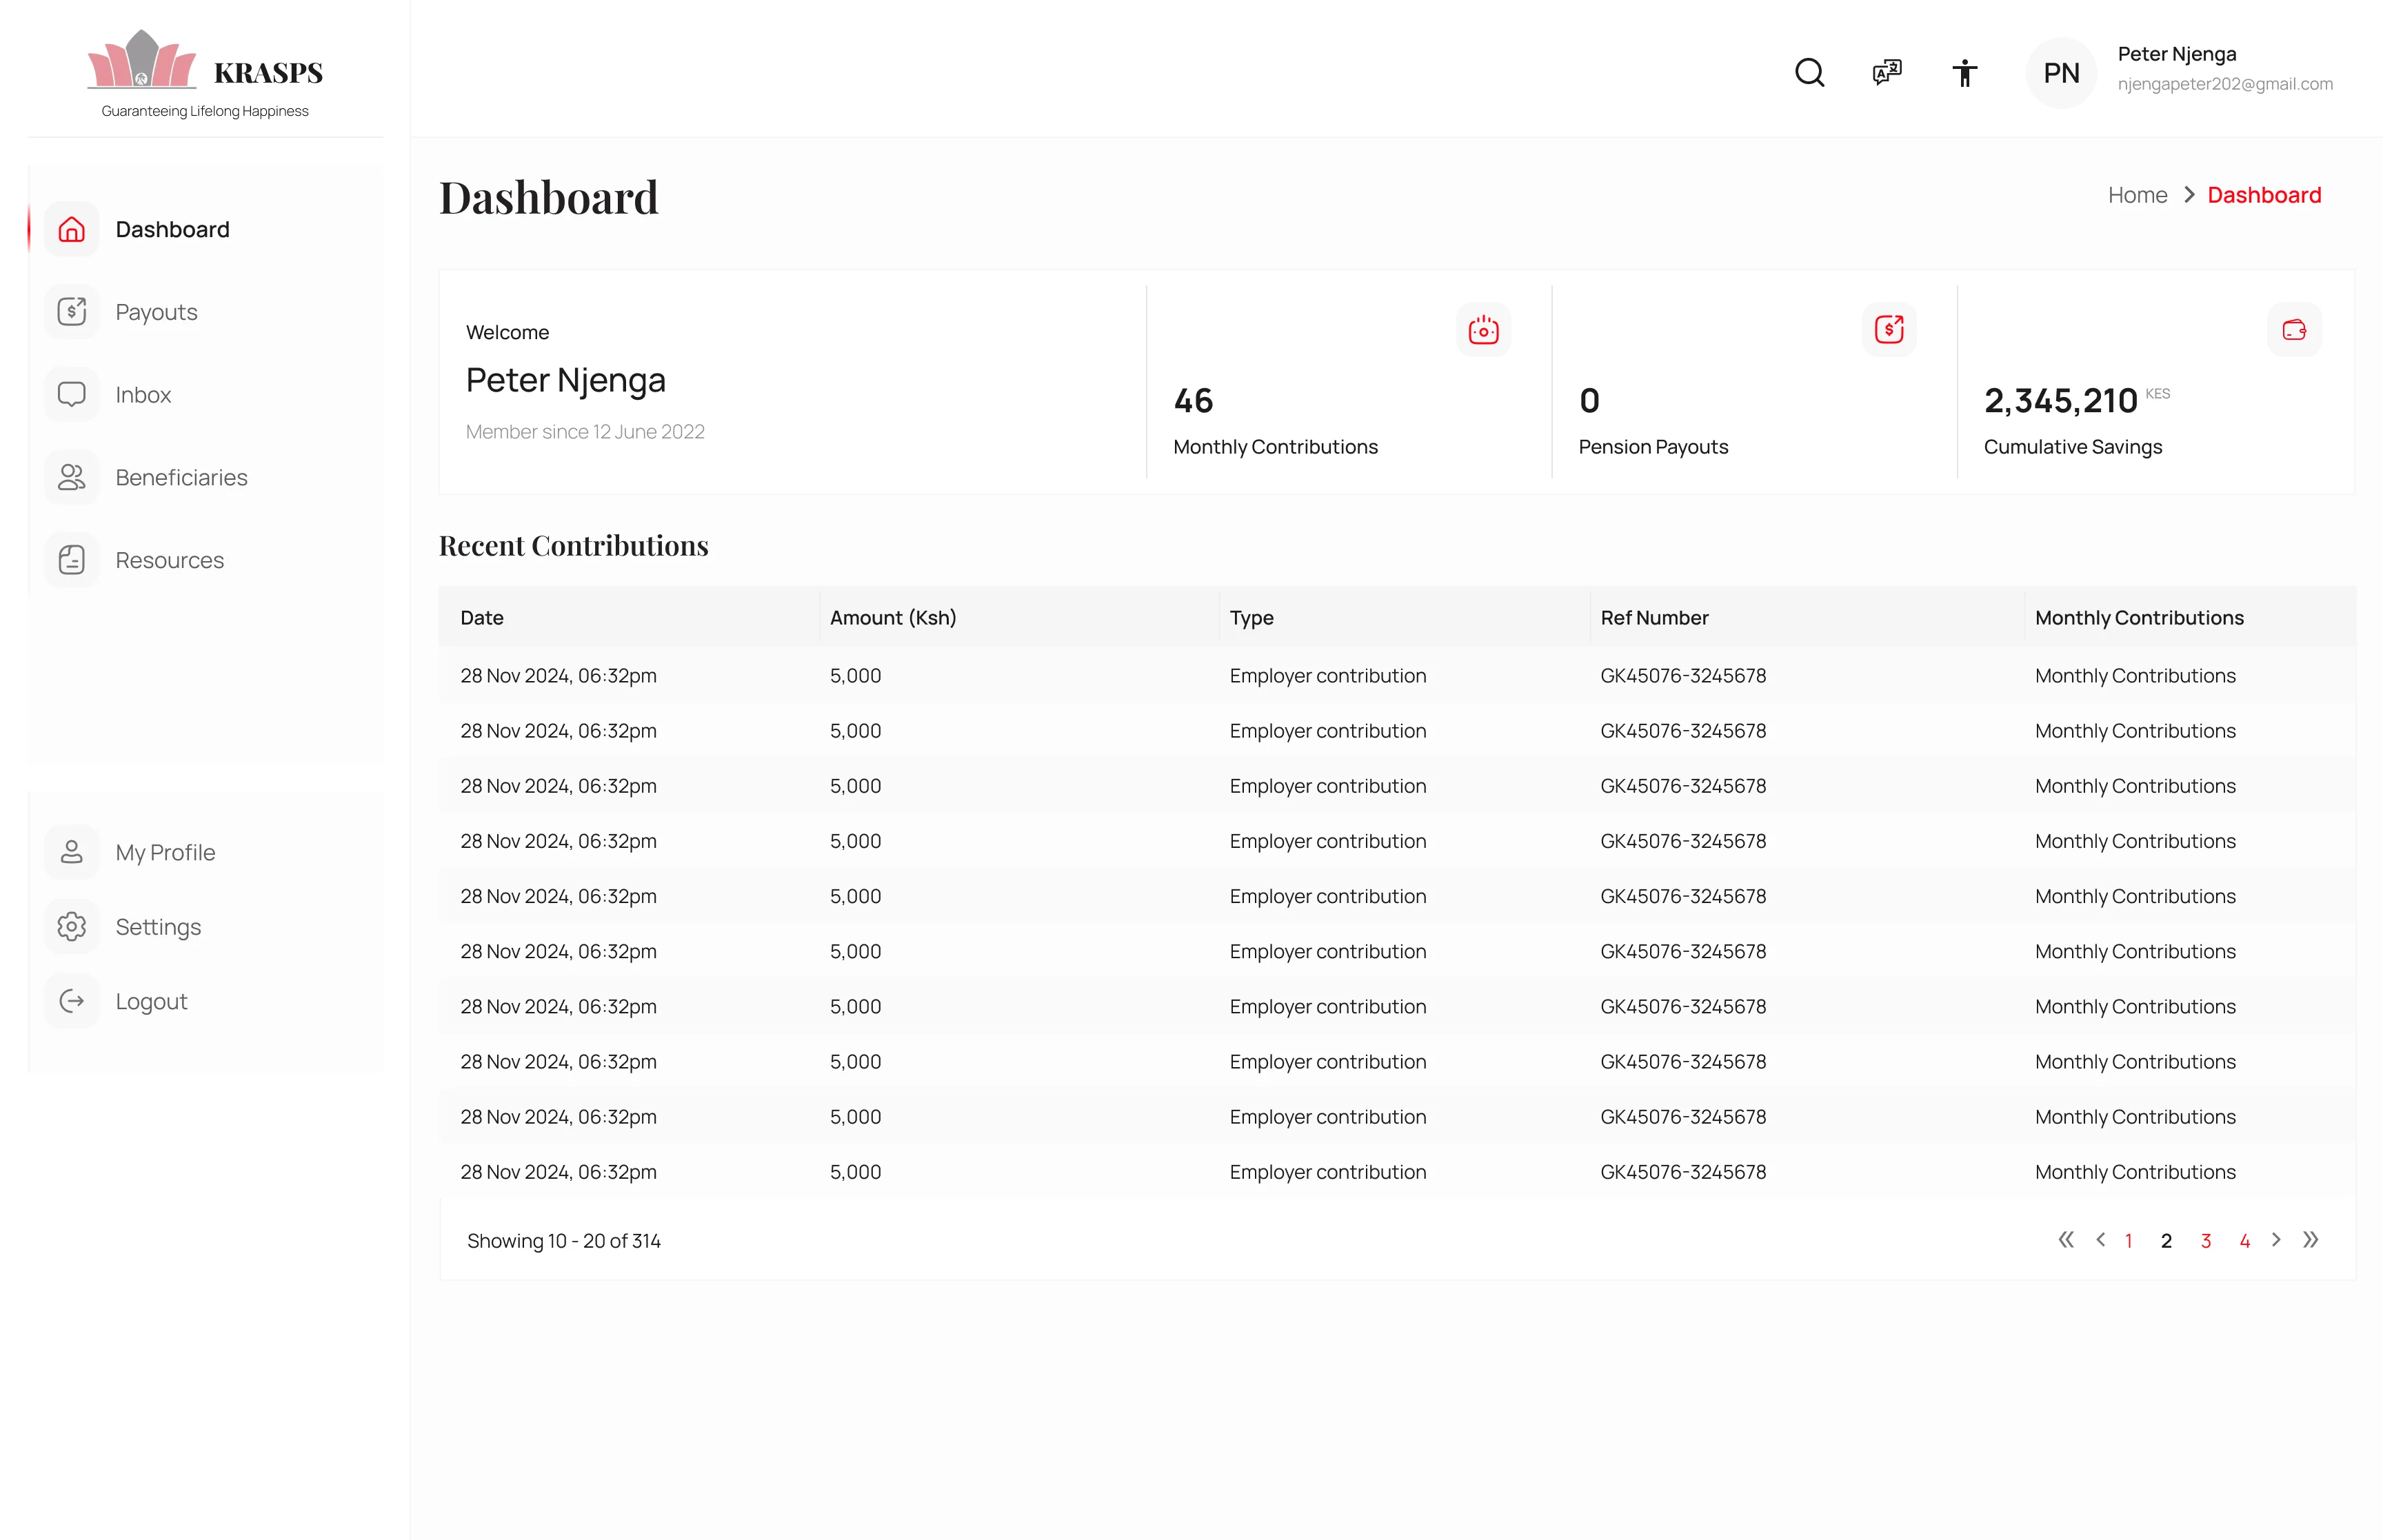 KRASPS
Guaranteeing Lifelong Happiness
PN
Peter Njenga
njengapeter202@gmail.com
Dashboard
Payouts
Inbox
Beneficiaries
Resources
My Profile
Settings
Logout
Dashboard
Home Dashboard
Welcome
Peter Njenga
Member since 12 June 2022
46
Monthly Contributions
0
Pension Payouts
2,345,210 KES
Cumulative Savings
Recent Contributions
Date Amount (Ksh) Type Ref Number Monthly Contributions
28 Nov 2024, 06:32pm 5,000 Employer contribution GK45076-3245678 Monthly Contributions
28 Nov 2024, 06:32pm 5,000 Employer contribution GK45076-3245678 Monthly Contributions
28 Nov 2024, 06:32pm 5,000 Employer contribution GK45076-3245678 Monthly Contributions
28 Nov 2024, 06:32pm 5,000 Employer contribution GK45076-3245678 Monthly Contributions
28 Nov 2024, 06:32pm 5,000 Employer contribution GK45076-3245678 Monthly Contributions
28 Nov 2024, 06:32pm 5,000 Employer contribution GK45076-3245678 Monthly Contributions
28 Nov 2024, 06:32pm 5,000 Employer contribution GK45076-3245678 Monthly Contributions
28 Nov 2024, 06:32pm 5,000 Employer contribution GK45076-3245678 Monthly Contributions
28 Nov 2024, 06:32pm 5,000 Employer contribution GK45076-3245678 Monthly Contributions
28 Nov 2024, 06:32pm 5,000 Employer contribution GK45076-3245678 Monthly Contributions
Showing 10 - 20 of 314
1 2 3 4